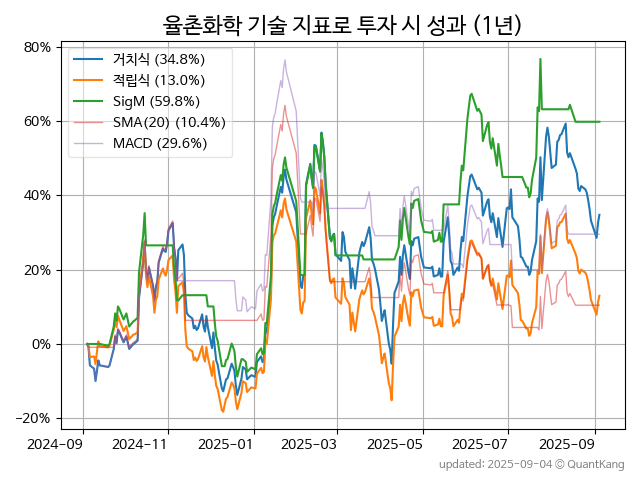 율촌화학 기술 지표로 투자 시 성과 (1년)
80%
60%
40%
20%
0%
−20%
거치식 (34.8%)
적립식 (13.0%)
SigM (59.8%)
SMA(20) (10.4%)
MACD (29.6%)
2024-09 2024-11 2025-01 2025-03 2025-05 2025-07 2025-09
updated: 2025-09-04 © QuantKang